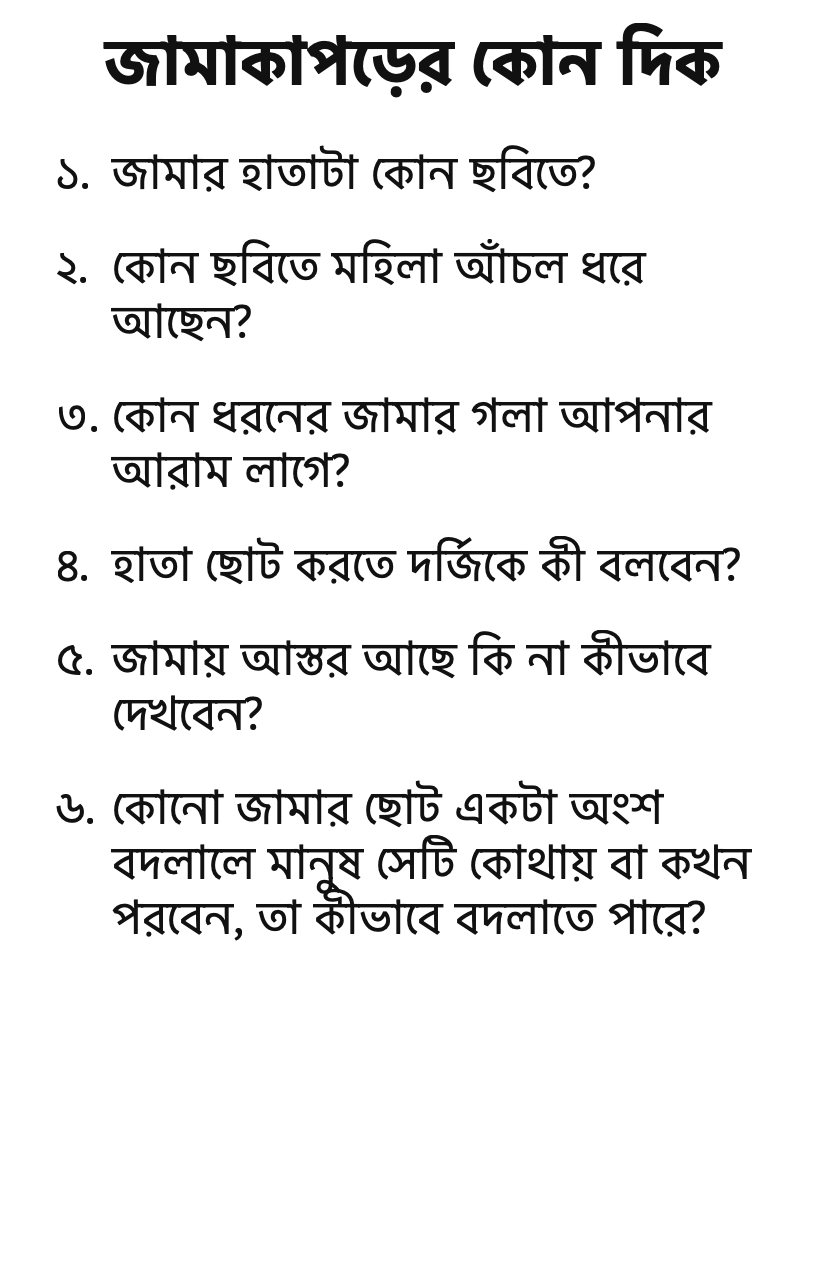 জামাকাপড়ের কোন দিক
১. জামার হাতাটা কোন ছবিতে?
২. কোন ছবিতে মহিলা আঁচল ধরে
আছেন?
৩. কোন ধরনের জামার গলা আপনার
আরাম লাগে?
৪. হাতা ছোট করতে দর্জিকে কী বলবেন?
৫. জামায় আস্তর আছে কি না কীভাবে
দেখবেন?
৬. কোনো জামার ছোট একটা অংশ
বদলালে মানুষ সেটি কোথায় বা কখন
পরবেন, তা কীভাবে বদলাতে পারে?